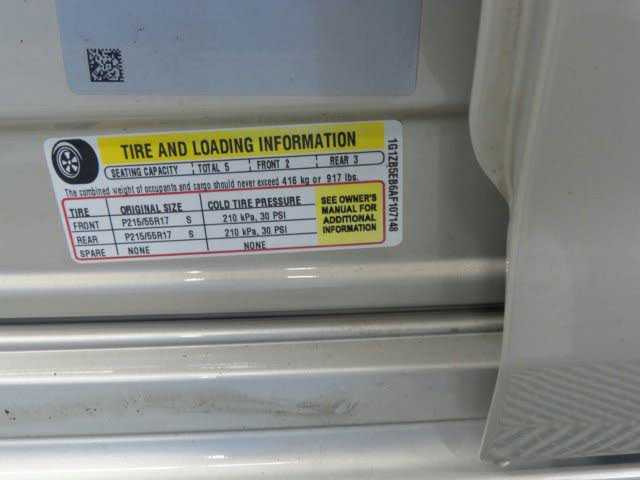 TIRE AND LOADING INFORMATION
SEATING CAPACITY TOTAL 5 FRONT 2 REAR 3
The combined weight of occupants and cargo should never exceed 416 kg or 917 lbs.
TIRE ORIGINAL SIZE COLD TIRE PRESSURE
FRONT P215/55R17 S 210 kPa, 30 PSI
REAR P215/55R17 S 210 kPa, 30 PSI
SPARE NONE NONE
SEE OWNER'S
MANUAL FOR
ADDITIONAL
INFORMATION
1G1ZB5EB6AF107148